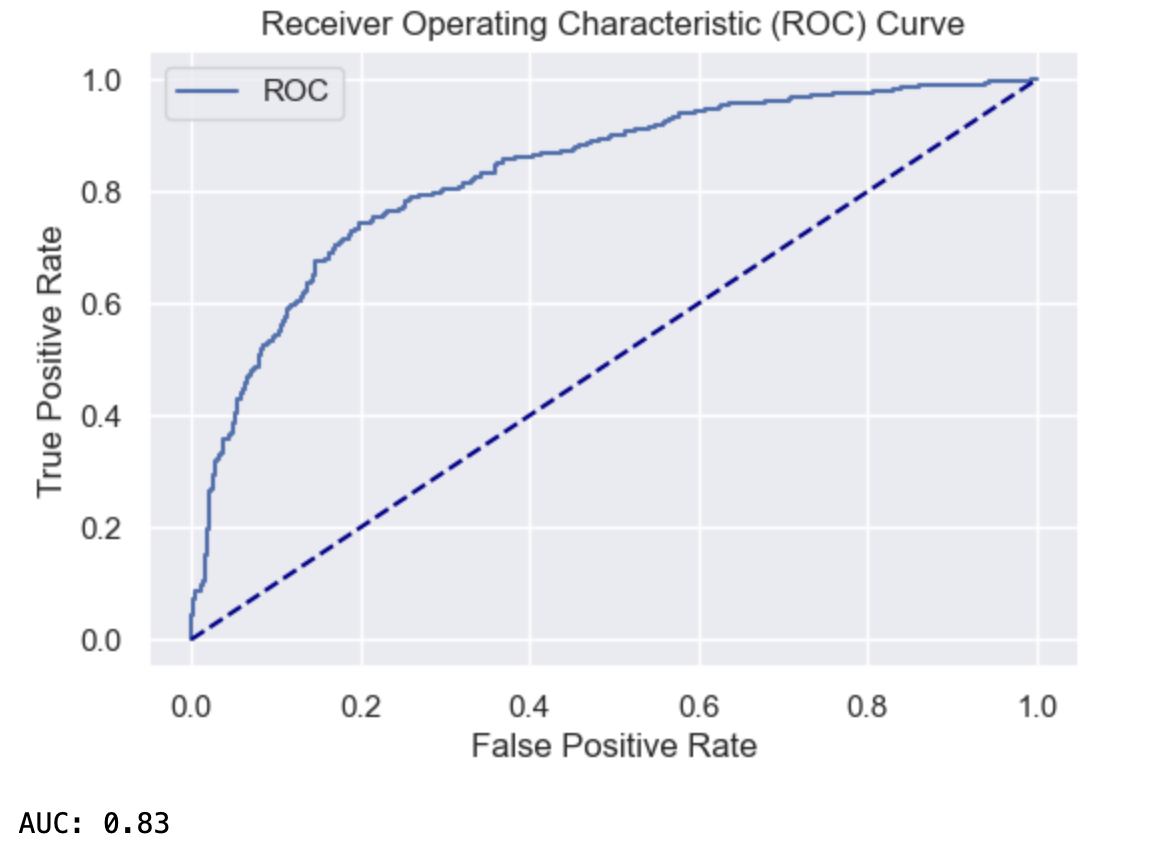 Receiver Operating Characteristic (ROC) Curve
ROC
1.0
0.8
0.6
0.4
0.2
0.0
True Positive Rate
0.0 0.2 0.4 0.6 0.8 1.0
False Positive Rate
AUC: 0.83